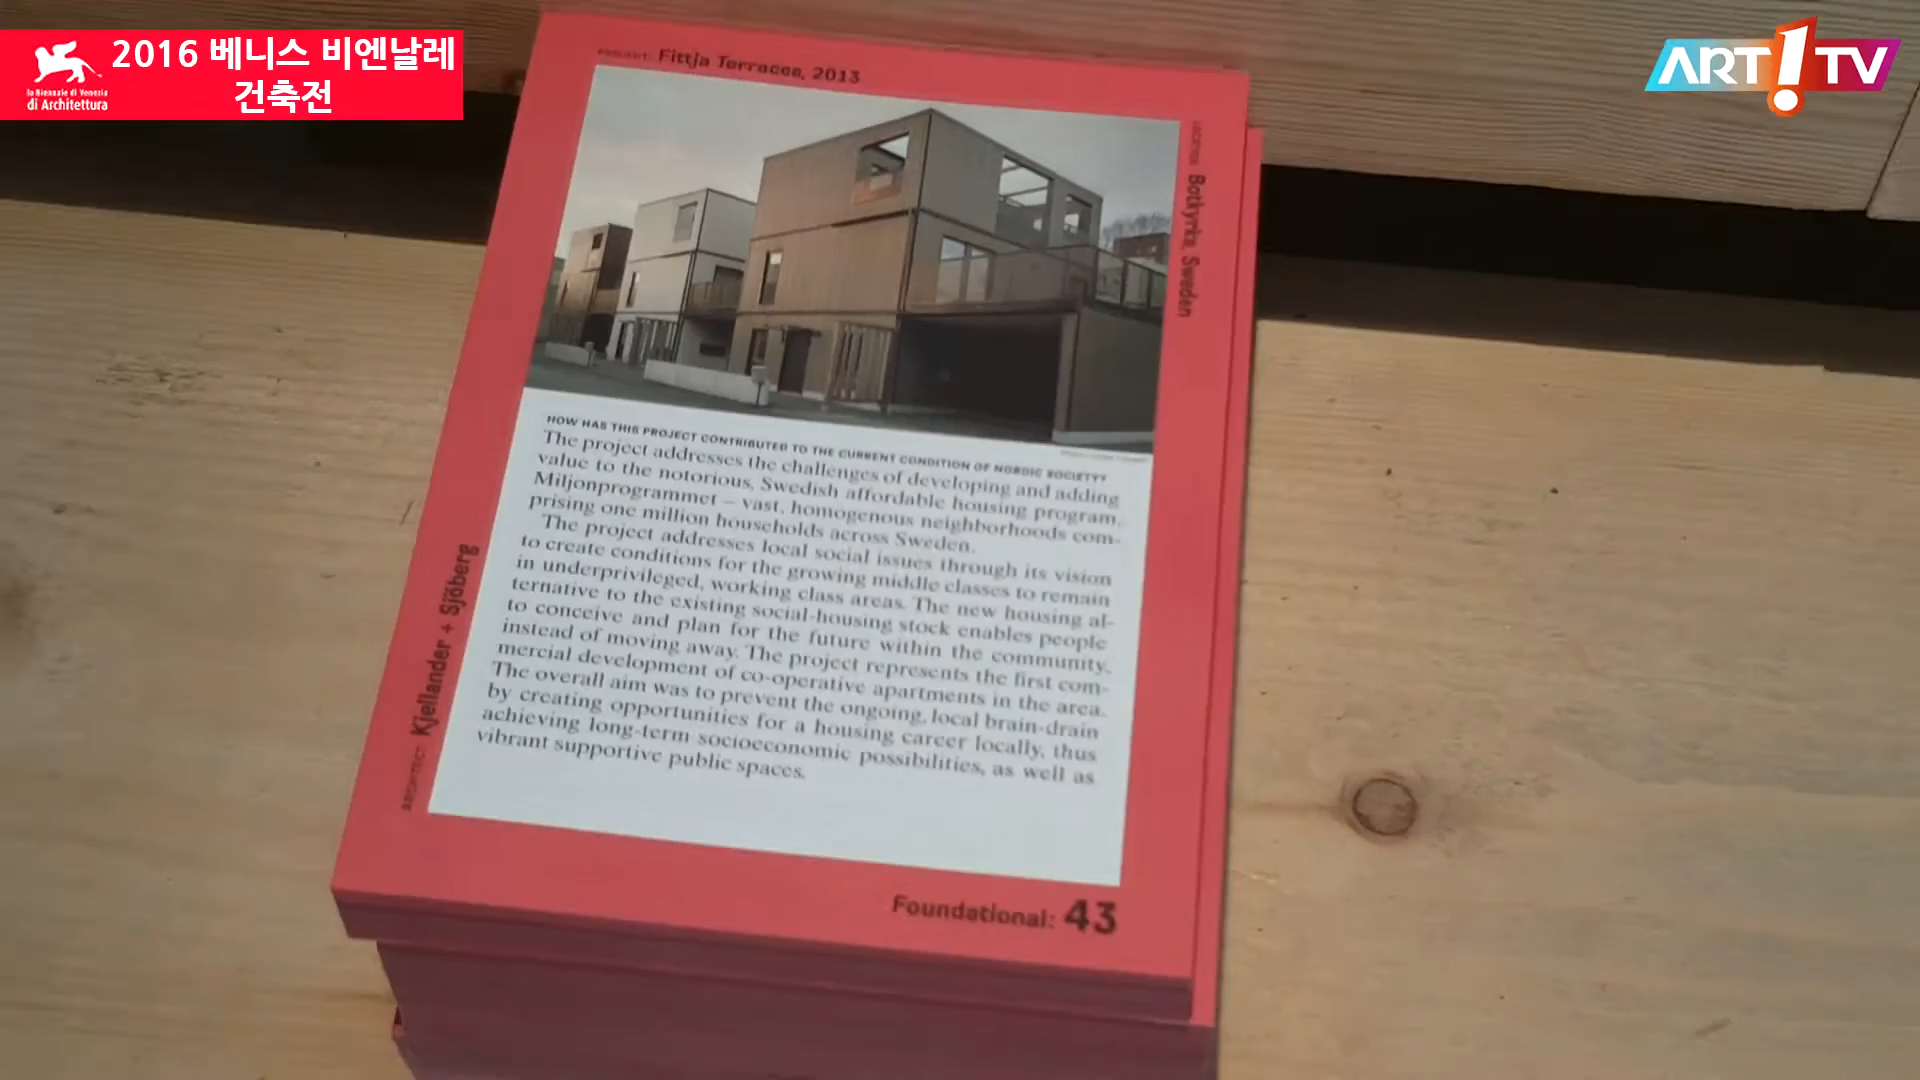 la Biennale di Venezia
di Architettura
2016 베니스 비엔날레
건축전
ART!TV
PROJECT: Fittja Terraces, 2013
LOCATION: Botkyrka, Sweden
HOW HAS THIS PROJECT CONTRIBUTED TO THE CURRENT CONDITION OF NORDIC SOCIETY?
The project addresses the challenges of developing and adding
value to the notorious, Swedish affordable housing program,
Miljonprogrammet – vast, homogenous neighborhoods com-
prising one million households across Sweden.
The project addresses local social issues through its vision
to create conditions for the growing middle classes to remain
in underprivileged, working class areas. The new housing al-
ternative to the existing social-housing stock enables people
to conceive and plan for the future within the community,
instead of moving away. The project represents the first com-
mercial development of co-operative apartments in the area.
The overall aim was to prevent the ongoing, local brain-drain
by creating opportunities for a housing career locally, thus
achieving long-term socioeconomic possibilities, as well as
vibrant supportive public spaces.
ARCHITECT: Kjellander + Sjöberg
Foundational: 43